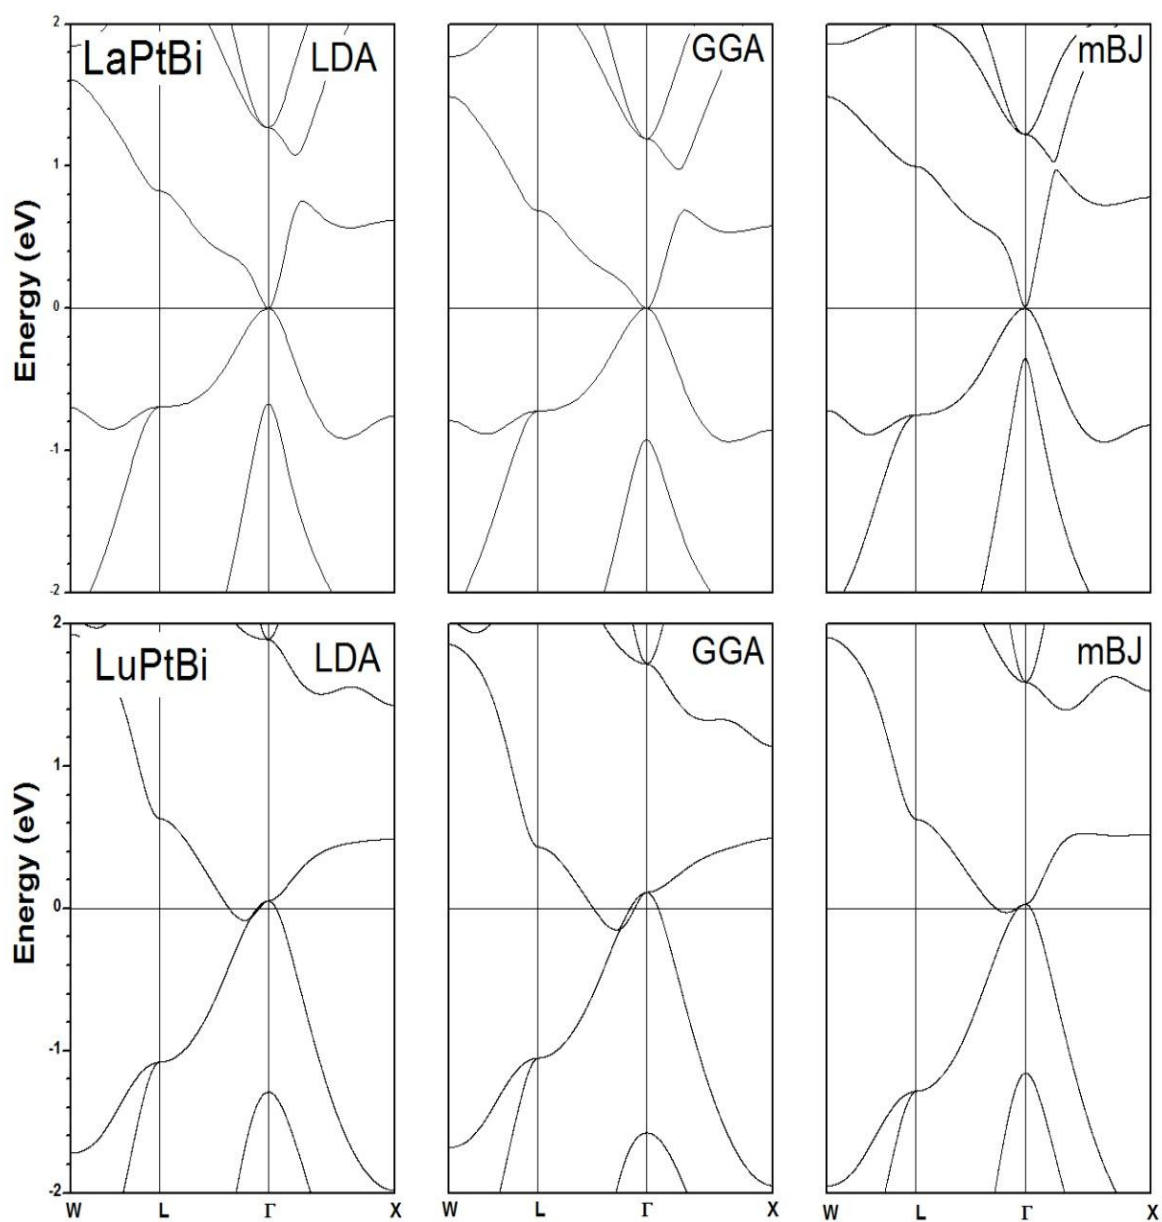 LaPtBi LDA
GGA
mBJ
Energy (eV)
2
1
0
-1
-2
LuPtBi LDA
GGA
mBJ
Energy (eV)
2
1
0
-1
-2
W L Γ X
W L Γ X
W L Γ X